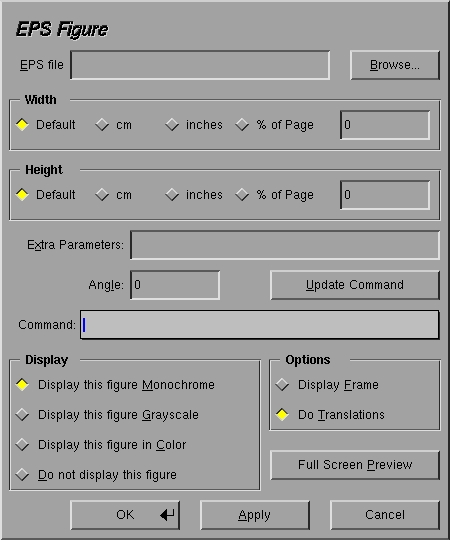 EPS Figure
EPS file Browse...
Width
Default cm inches % of Page 0
Height
Default cm inches % of Page 0
Extra Parameters:
Angle: 0 Update Command
Command:
Display Options
Display this figure Monochrome Display Frame
Display this figure Grayscale Do Translations
Display this figure in Color
Do not display this figure Full Screen Preview
OK Apply Cancel